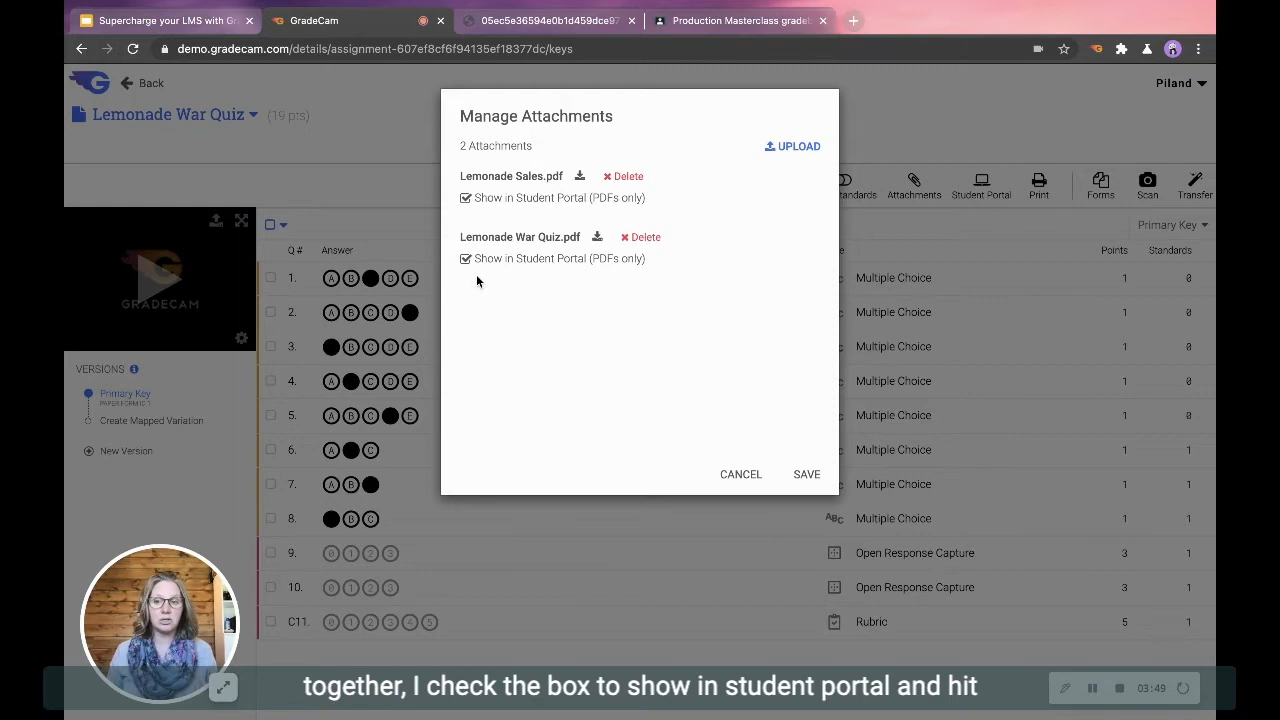 Supercharge your LMS with Gr
GradeCam
05ec5e36594e0b1d459dce97
Production Masterclass gradeb
demo.gradecam.com/details/assignment-607ef8cf6f94135ef18377dc/keys
Back
Piland
Lemonade War Quiz (19 pts)
Manage Attachments
2 Attachments
UPLOAD
Lemonade Sales.pdf Delete
Show in Student Portal (PDFs only)
Lemonade War Quiz.pdf Delete
Show in Student Portal (PDFs only)
CANCEL SAVE
andards Attachments Student Portal Print Forms Scan Transfer
Primary Key
GRADECAM
VERSIONS
Primary Key
PAPER FORM ID: 1
Create Mapped Variation
New Version
Q # Answer Points Standards
1. A B D E Multiple Choice 1 0
2. A B C D Multiple Choice 1 0
3. B C D E Multiple Choice 1 0
4. A C D E Multiple Choice 1 0
5. A B C E Multiple Choice 1 0
6. A C Multiple Choice 1 1
7. A B Multiple Choice 1 1
8. B C ABC Multiple Choice 1 1
9. 0 1 2 3 Open Response Capture 3 1
10. 0 1 2 3 Open Response Capture 3 1
C11. 0 1 2 3 4 5 Rubric 5 1
together, I check the box to show in student portal and hit
03:49